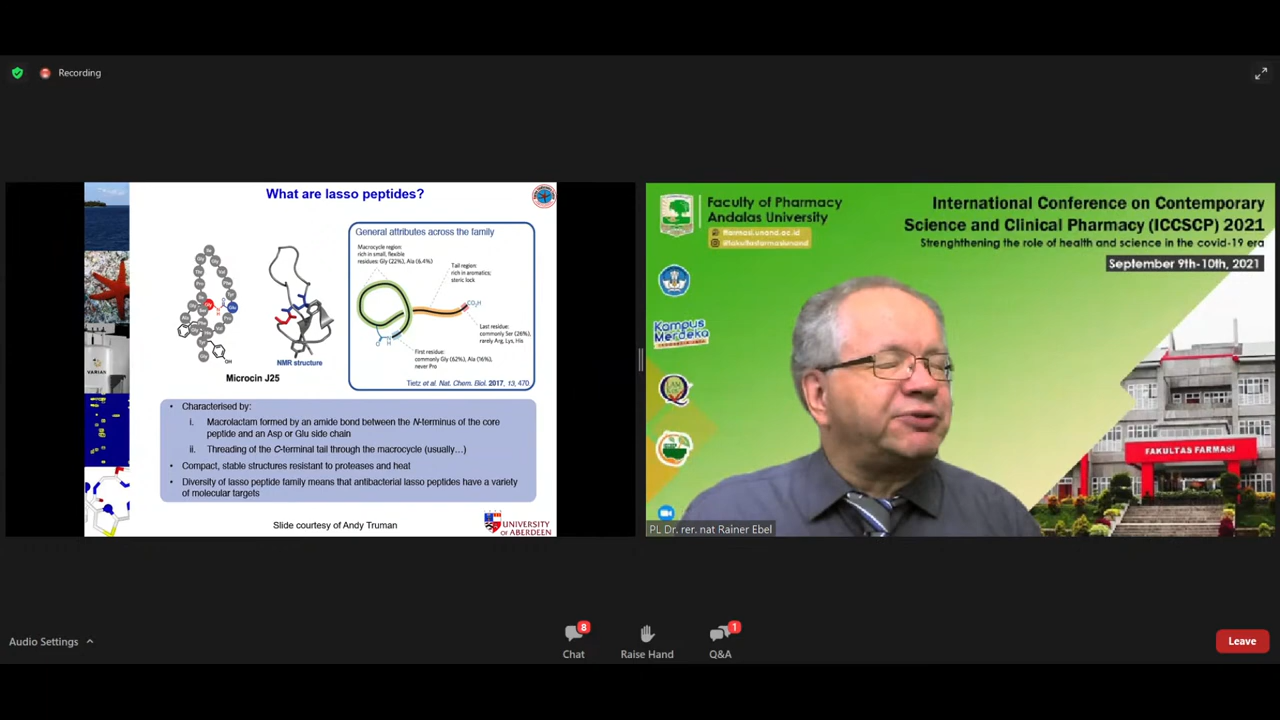 Recording
What are lasso peptides?
General attributes across the family
Macrocycle region:
rich in small, flexible
residues: Gly (22%), Ala (6.4%)
Tail region:
rich in aromatics;
steric lock
CO₂H
Last residue:
commonly Ser (26%),
rarely Arg, Lys, His
First residue:
commonly Gly (62%), Ala (16%),
never Pro
Tietz et al. Nat. Chem. Biol. 2017, 13, 470.
NMR structure
Microcin J25
• Characterised by:
i. Macrolactam formed by an amide bond between the N-terminus of the core
peptide and an Asp or Glu side chain
ii. Threading of the C-terminal tail through the macrocycle (usually…)
• Compact, stable structures resistant to proteases and heat
• Diversity of lasso peptide family means that antibacterial lasso peptides have a variety
of molecular targets
Slide courtesy of Andy Truman
UNIVERSITY
OF ABERDEEN
VARIAN
Faculty of Pharmacy
Andalas University
ffarmasi.unand.ac.id
@fakultasfarmasiunand
International Conference on Contemporary
Science and Clinical Pharmacy (ICCSCP) 2021
Strenghthening the role of health and science in the covid-19 era
September 9th-10th, 2021
Kampus
Merdeka
FAKULTAS FARMASI
PL Dr. rer. nat Rainer Ebel
Audio Settings
8
Chat
Raise Hand
1
Q&A
Leave